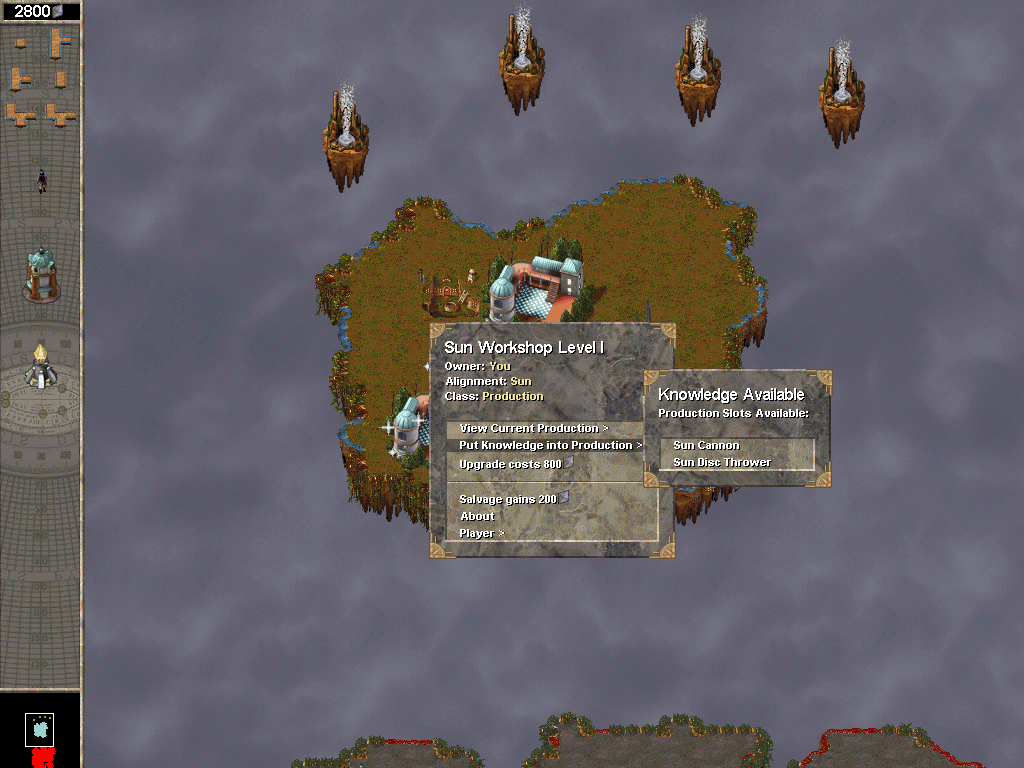 2800
Sun Workshop Level I
Owner: You
Alignment: Sun
Class: Production
View Current Production >
Put Knowledge into Production >
Upgrade costs 800
Salvage gains 200
About
Player >
Knowledge Available
Production Slots Available:
Sun Cannon
Sun Disc Thrower